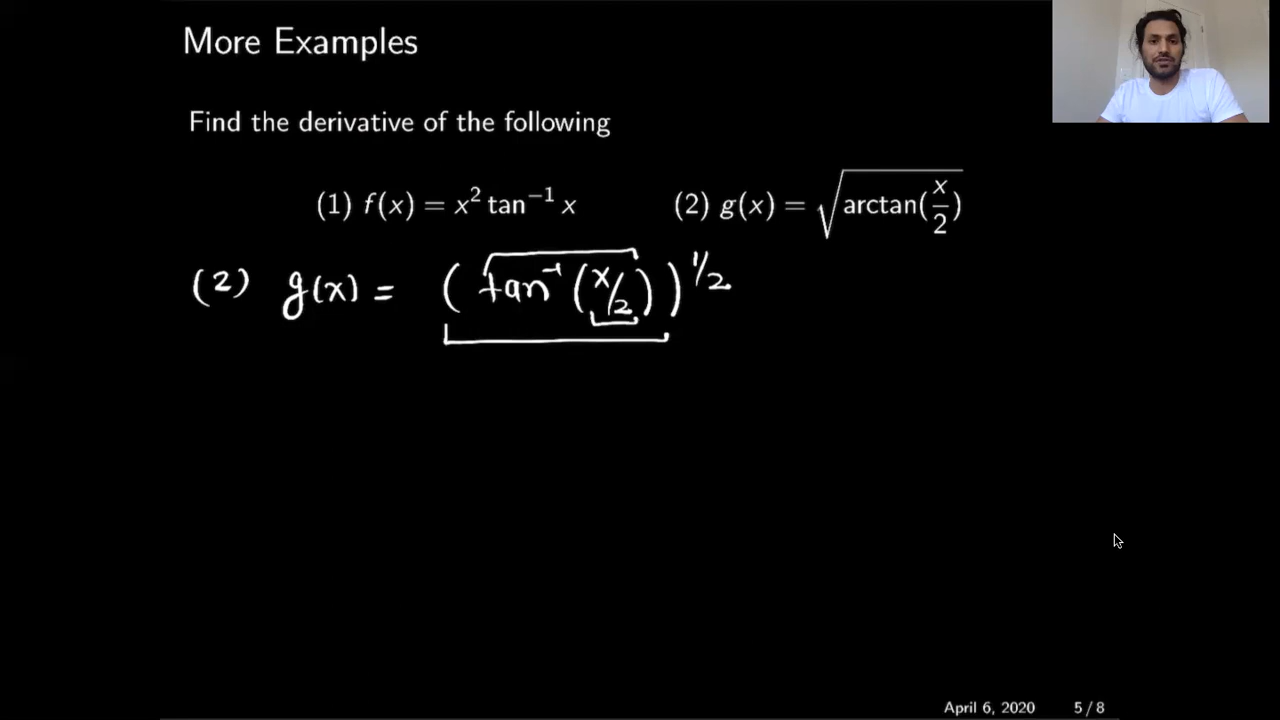 More Examples
Find the derivative of the following
(1) f(x) = x² tan⁻¹ x (2) g(x) = √arctan(x/2)
(2) g(x) = ( tan⁻¹ (x/2) )^1/2
April 6, 2020 5 / 8